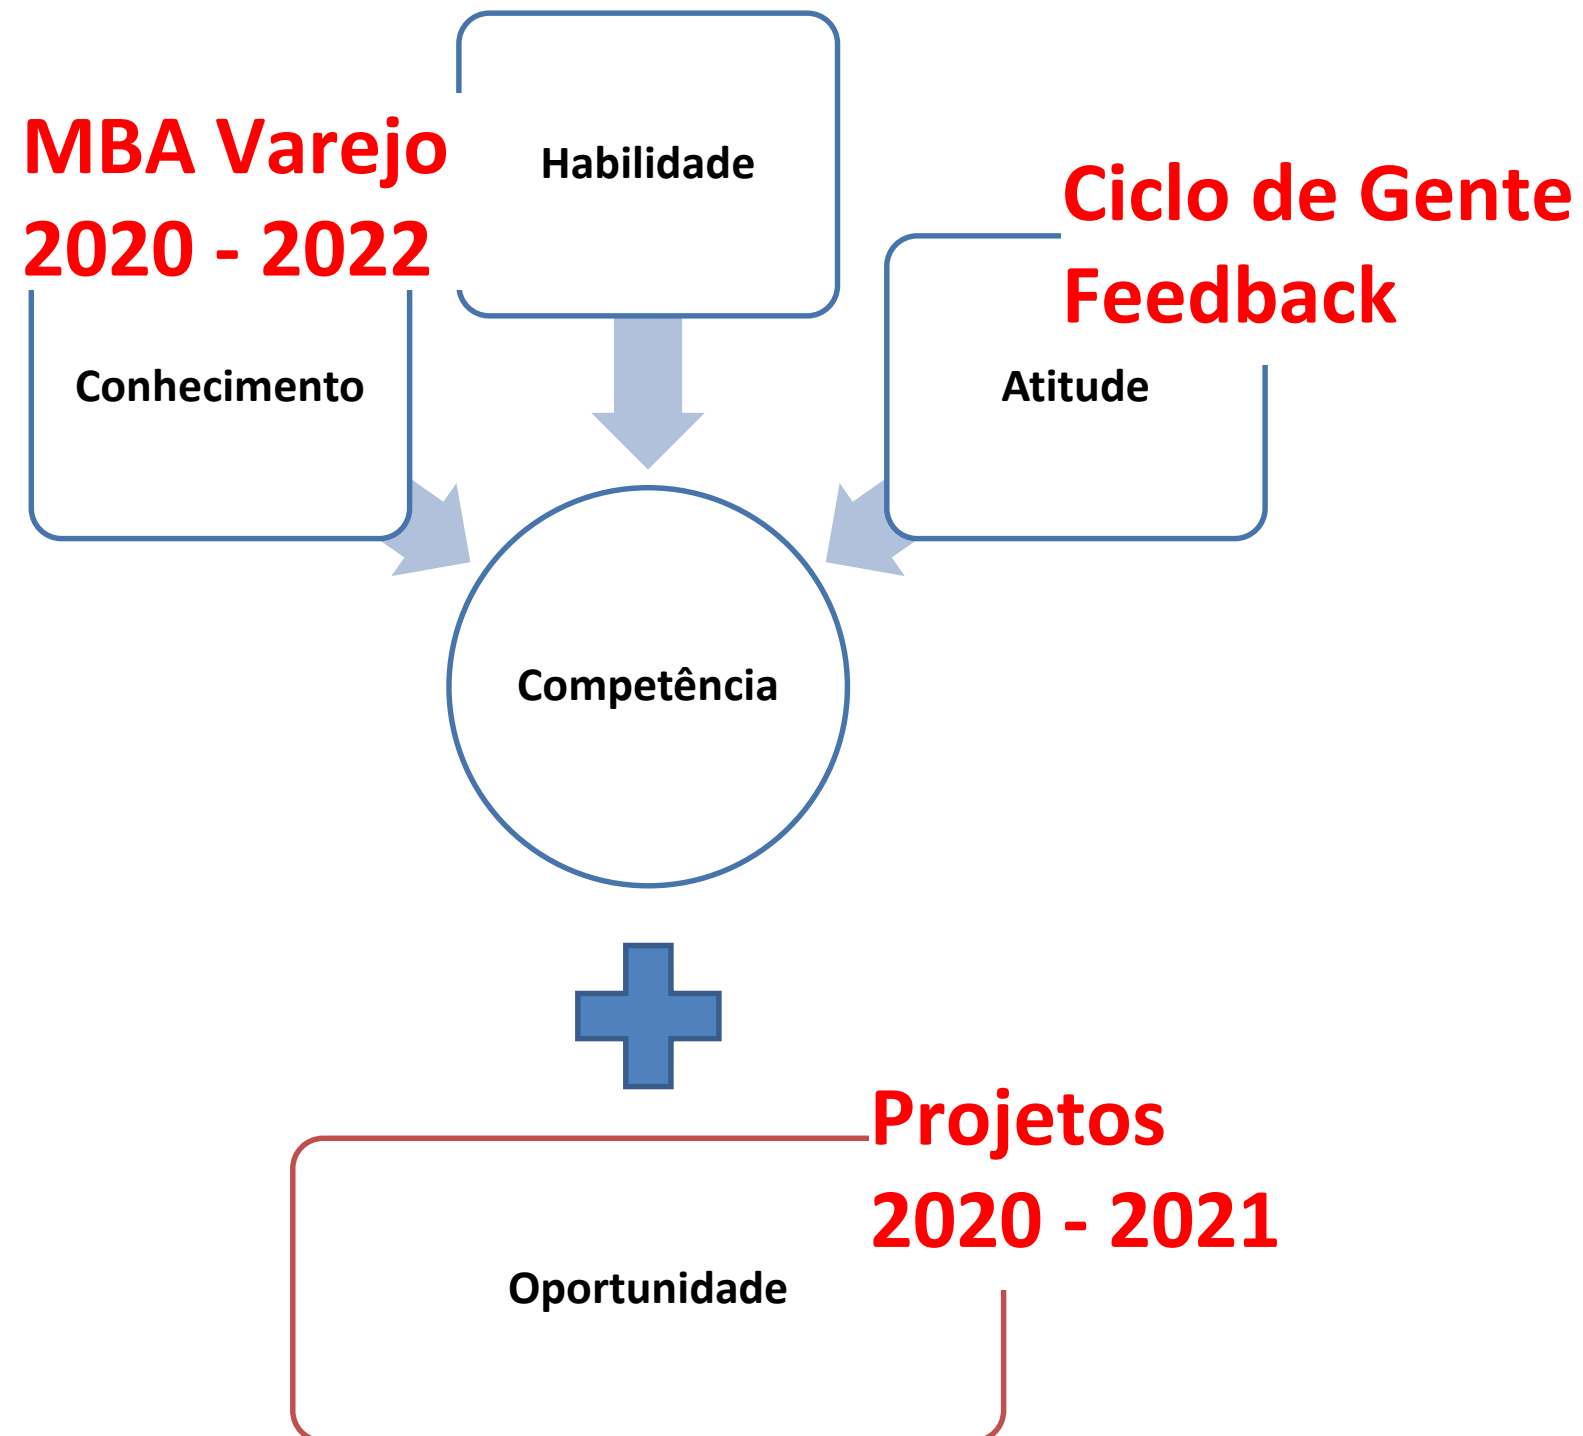 MBA Varejo
2020 - 2022
Habilidade
Ciclo de Gente
Feedback
Conhecimento
Atitude
Competência
Projetos
2020 - 2021
Oportunidade